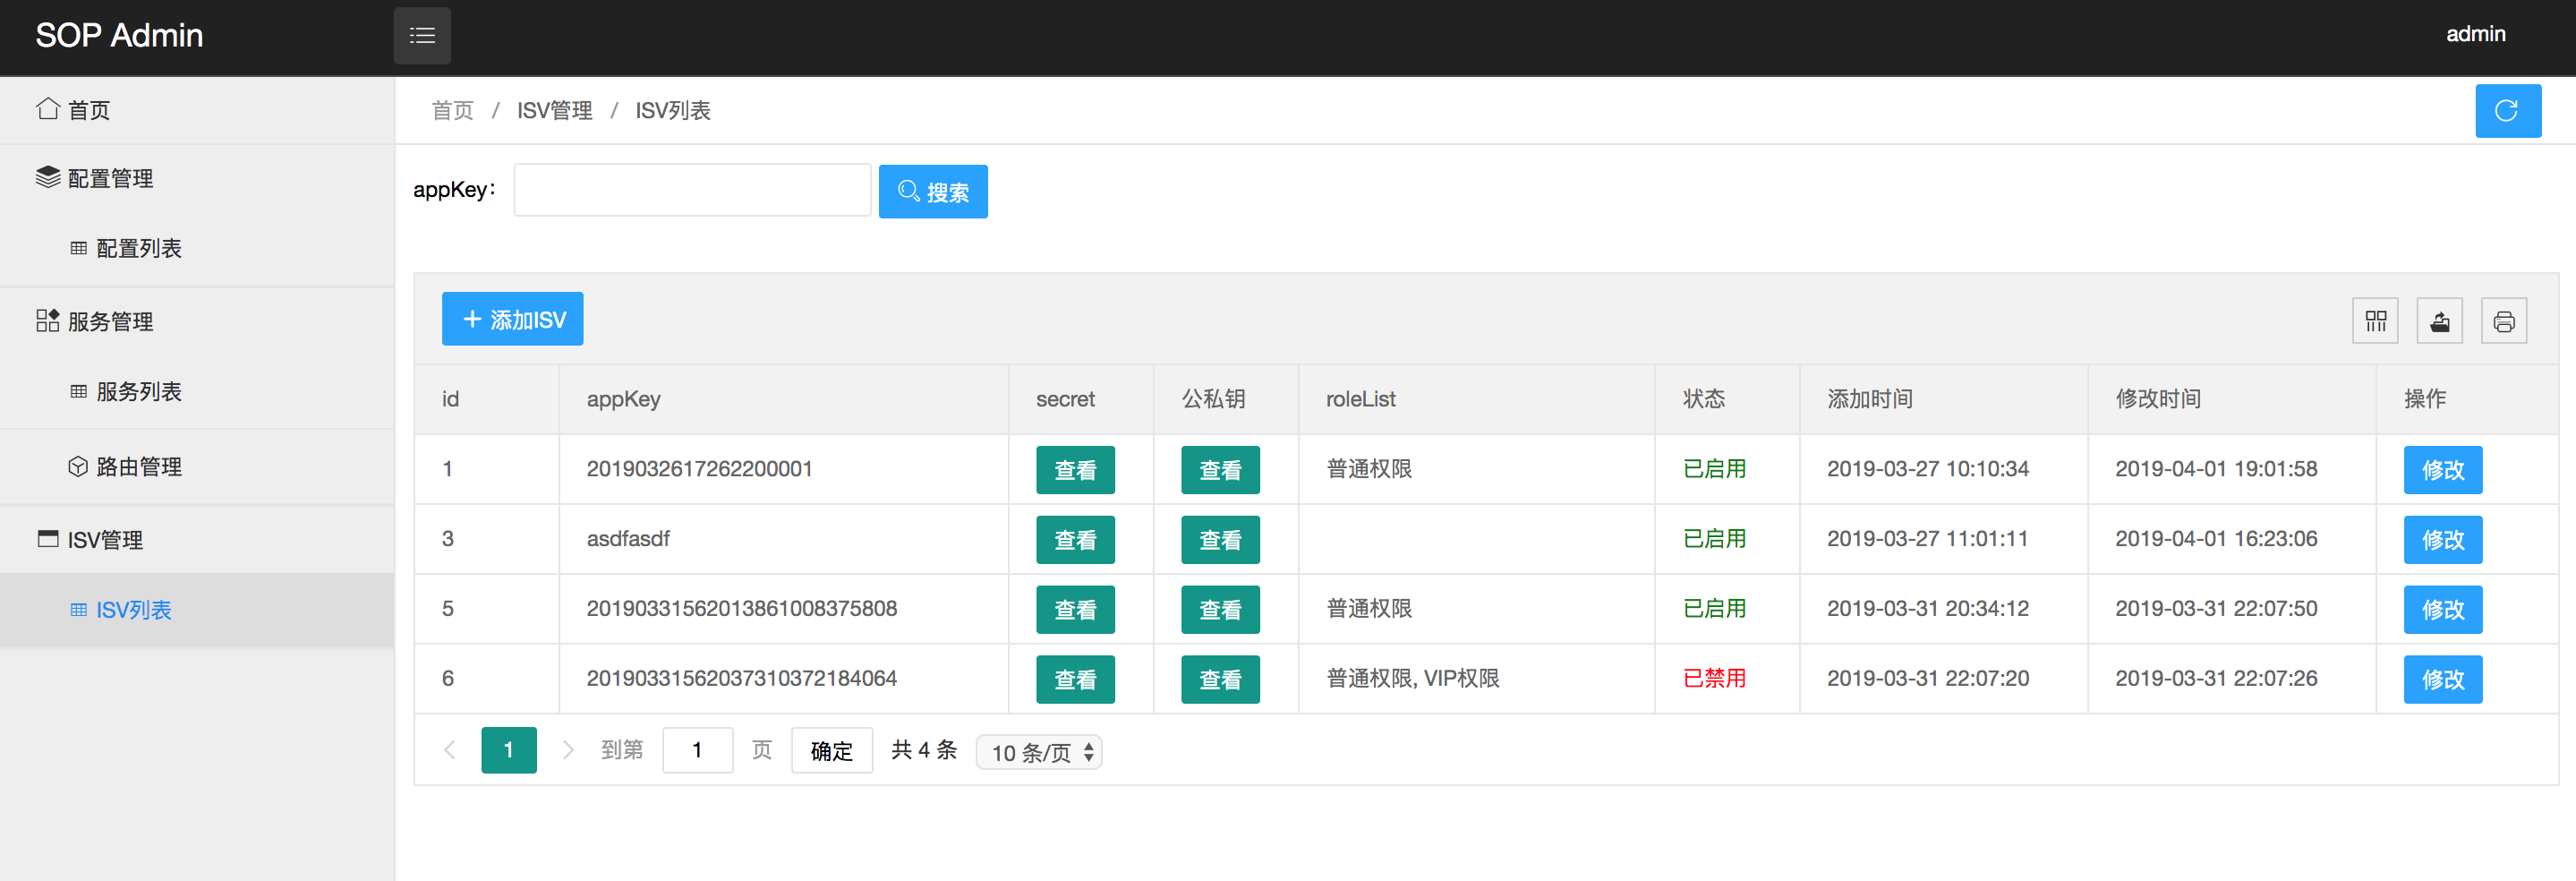 SOP Admin
admin
首页
配置管理
配置列表
服务管理
服务列表
路由管理
ISV管理
ISV列表
首页 / ISV管理 / ISV列表
appKey: 搜索
添加ISV
id appKey secret 公私钥 roleList 状态 添加时间 修改时间 操作
1 2019032617262200001 查看 查看 普通权限 已启用 2019-03-27 10:10:34 2019-04-01 19:01:58 修改
3 asdfasdf 查看 查看 已启用 2019-03-27 11:01:11 2019-04-01 16:23:06 修改
5 20190331562013861008375808 查看 查看 普通权限 已启用 2019-03-31 20:34:12 2019-03-31 22:07:50 修改
6 20190331562037310372184064 查看 查看 普通权限, VIP权限 已禁用 2019-03-31 22:07:20 2019-03-31 22:07:26 修改
1 到第 1 页 确定 共 4 条 10 条/页